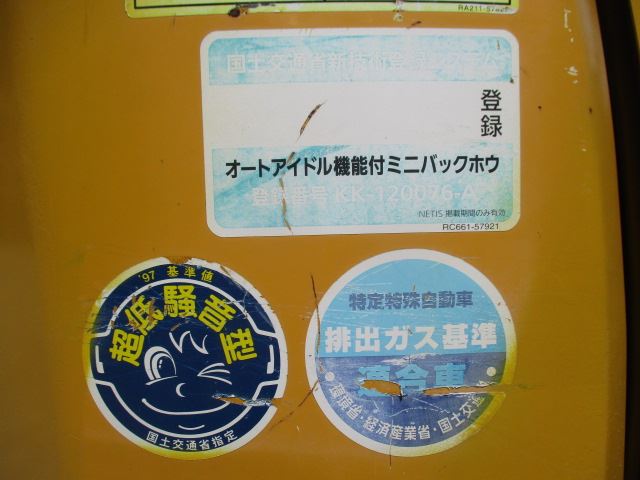 国土交通省新技術登録システム
登録
オートアイドル機能付ミニバックホウ
登録番号 KK-120076-A
NETIS 掲載期間のみ有効
RC661-57921
'97 基準値
超低騒音型
国土交通省指定
特定特殊自動車
排出ガス基準
適合車
・環境省・経済産業省・国土交通